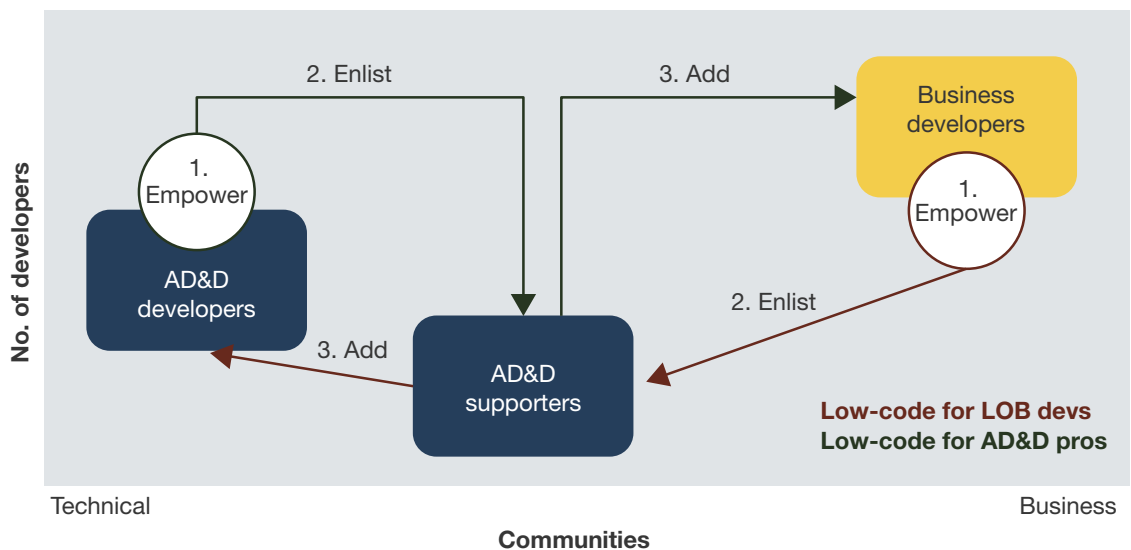 2. Enlist
3. Add
Business
developers
1.
Empower
1.
Empower
AD&D
developers
2. Enlist
3. Add
AD&D
supporters
Low-code for LOB devs
Low-code for AD&D pros
No. of developers
Technical
Business
Communities